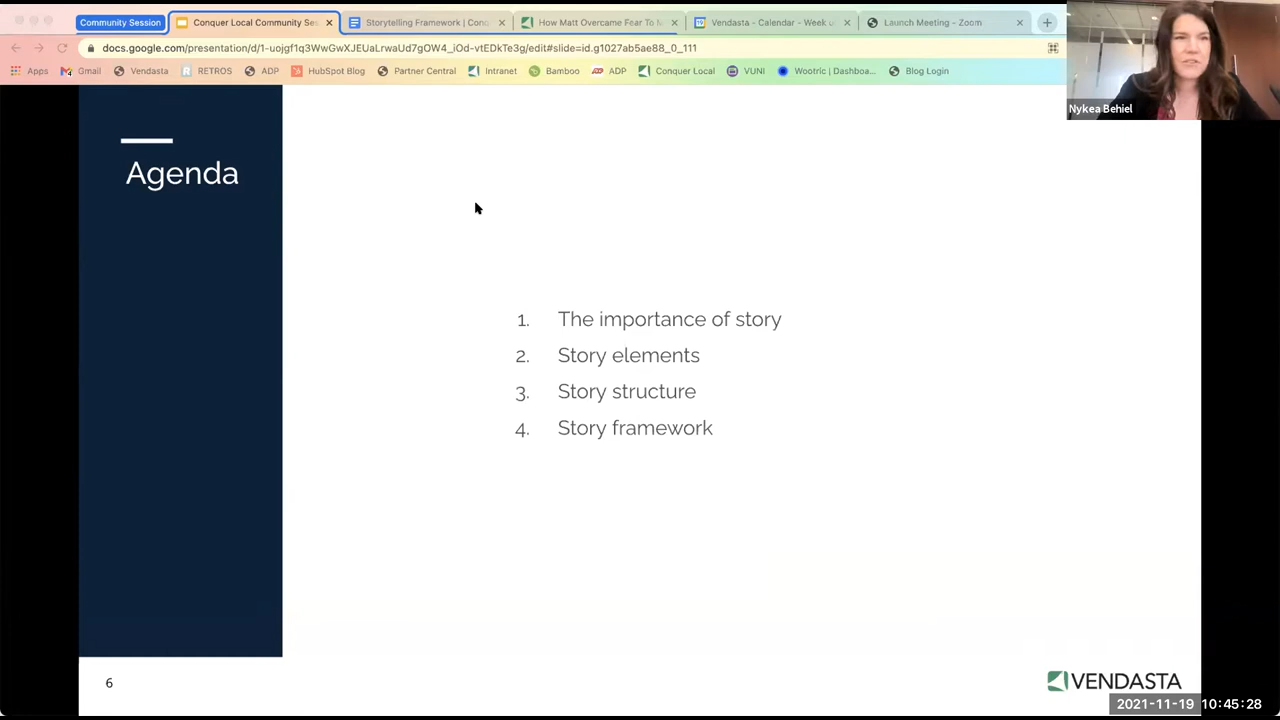 Community Session
Conquer Local Community Ses
Storytelling Framework | Conq
How Matt Overcame Fear To M
Vendasta - Calendar - Week o
Launch Meeting - Zoom
docs.google.com/presentation/d/1-uojgf1q3WwGwXJEUaLrwaUd7gOW4_iOd-vtEDkTe3g/edit#slide=id.g1027ab5ae88_0_111
Apps
Gmail
Vendasta
RETROS
ADP
HubSpot Blog
Partner Central
Intranet
Bamboo
ADP
Conquer Local
VUNI
Wootric | Dashboa...
Blog Login
Nykea Behiel
Agenda
1. The importance of story
2. Story elements
3. Story structure
4. Story framework
6
VENDASTA
2021-11-19 10:45:28